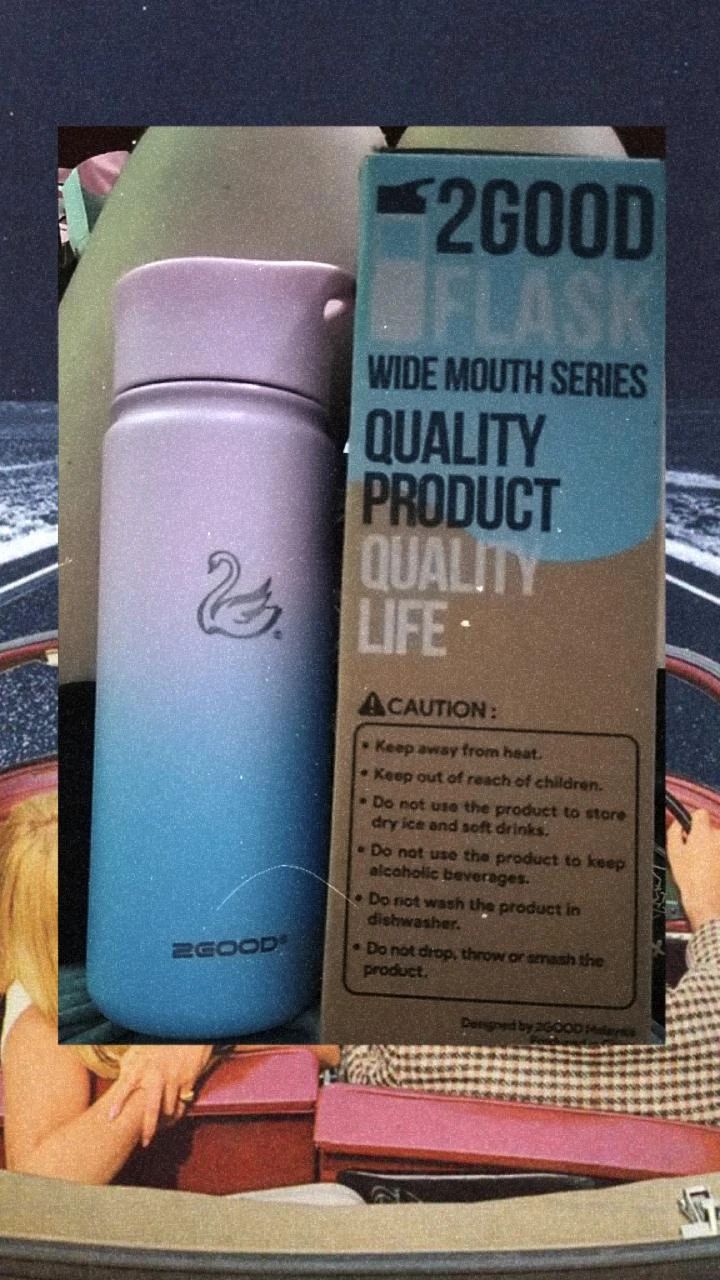 2GOOD
FLASK
WIDE MOUTH SERIES
QUALITY
PRODUCT
QUALITY
LIFE
CAUTION :
• Keep away from heat.
• Keep out of reach of children.
• Do not use the product to store
dry ice and soft drinks.
• Do not use the product to keep
alcoholic beverages.
• Do not wash the product in
dishwasher.
• Do not drop, throw or smash the
product.
Designed by 2GOOD Malaysia
2GOOD®